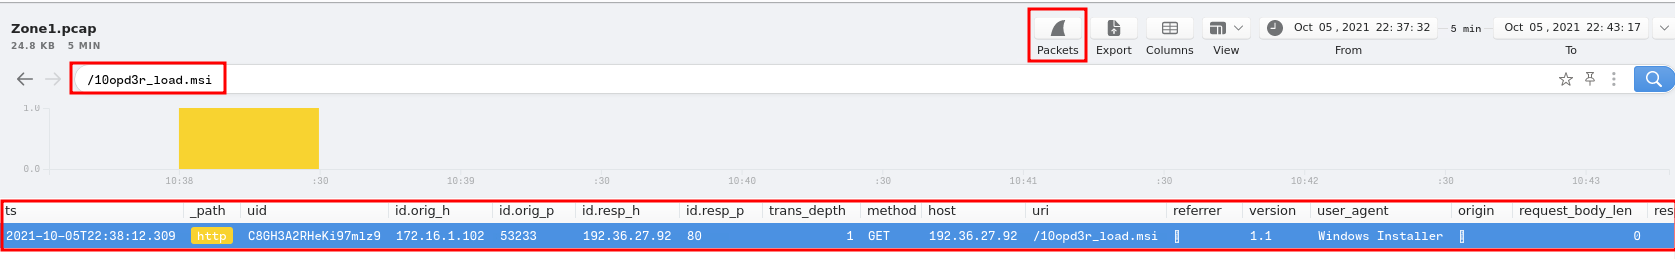 Zone1.pcap
24.8 KB 5 MIN
Packets Export Columns View
Oct 05 , 2021 22: 37: 32 5 min Oct 05 , 2021 22: 43: 17
From To
/10opd3r_load.msi
1.0
0.0
10:38 :30 10:39 :30 10:40 :30 10:41 :30 10:42 :30 10:43
ts _path uid id.orig_h id.orig_p id.resp_h id.resp_p trans_depth method host uri referrer version user_agent origin request_body_len res
2021-10-05T22:38:12.309 http C8GH3A2RHeKi97mlz9 172.16.1.102 53233 192.36.27.92 80 1 GET 192.36.27.92 /10opd3r_load.msi 1.1 Windows Installer 0